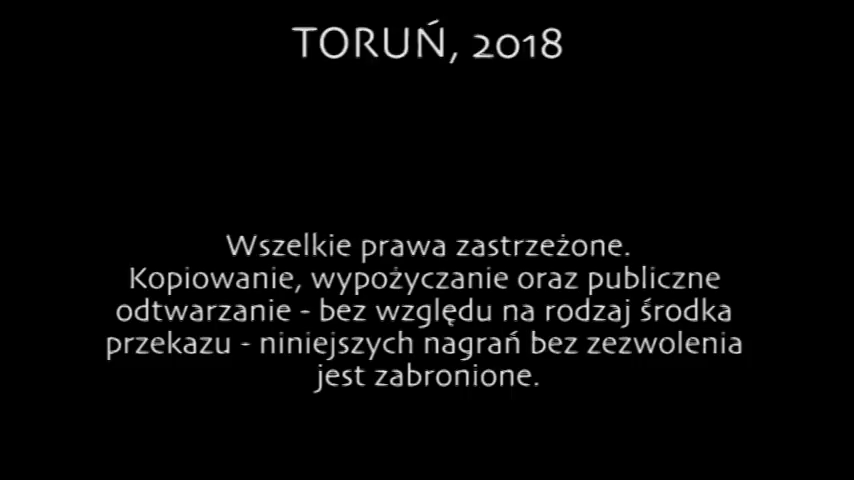 TORUŃ, 2018
Wszelkie prawa zastrzeżone.
Kopiowanie, wypożyczanie oraz publiczne
odtwarzanie - bez względu na rodzaj środka
przekazu - niniejszych nagrań bez zezwolenia
jest zabronione.